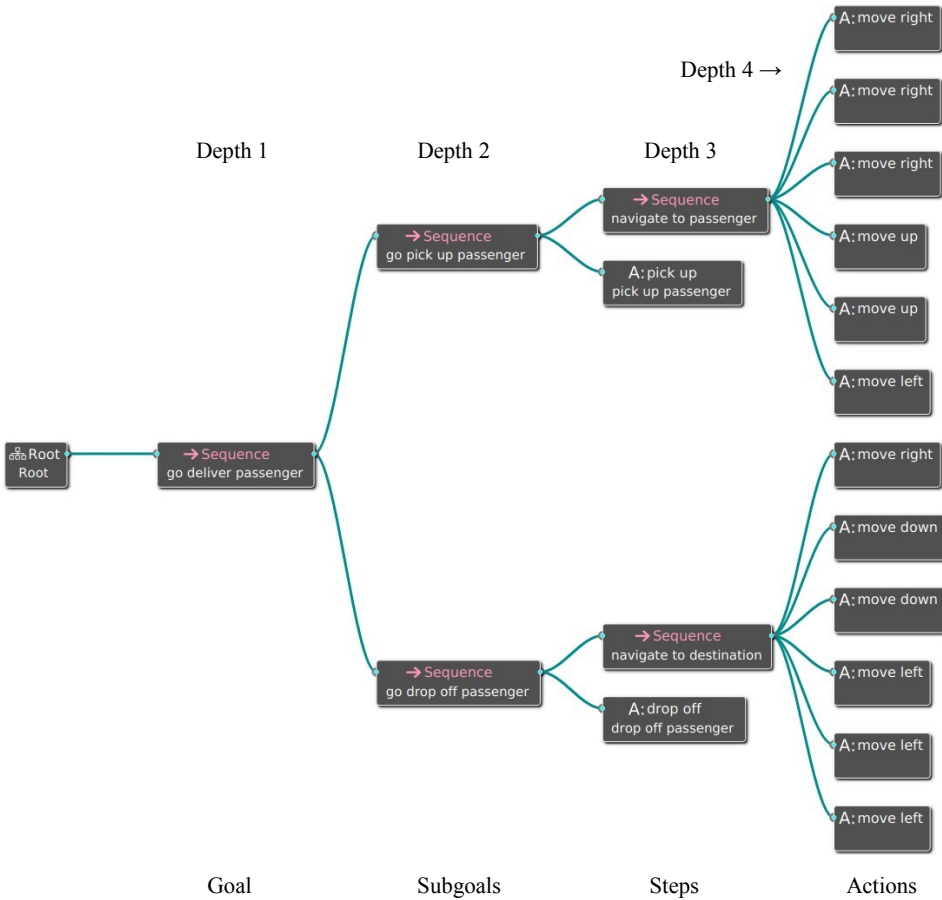 A: move right
Depth 4 →
A: move right
Depth 1
Depth 2
Depth 3
A: move right
→ Sequence
navigate to passenger
→ Sequence
go pick up passenger
A: move up
A: pick up
pick up passenger
A: move up
A: move left
Root
Root
→ Sequence
go deliver passenger
A: move right
A: move down
A: move down
→ Sequence
navigate to destination
→ Sequence
go drop off passenger
A: move left
A: drop off
drop off passenger
A: move left
A: move left
Goal
Subgoals
Steps
Actions